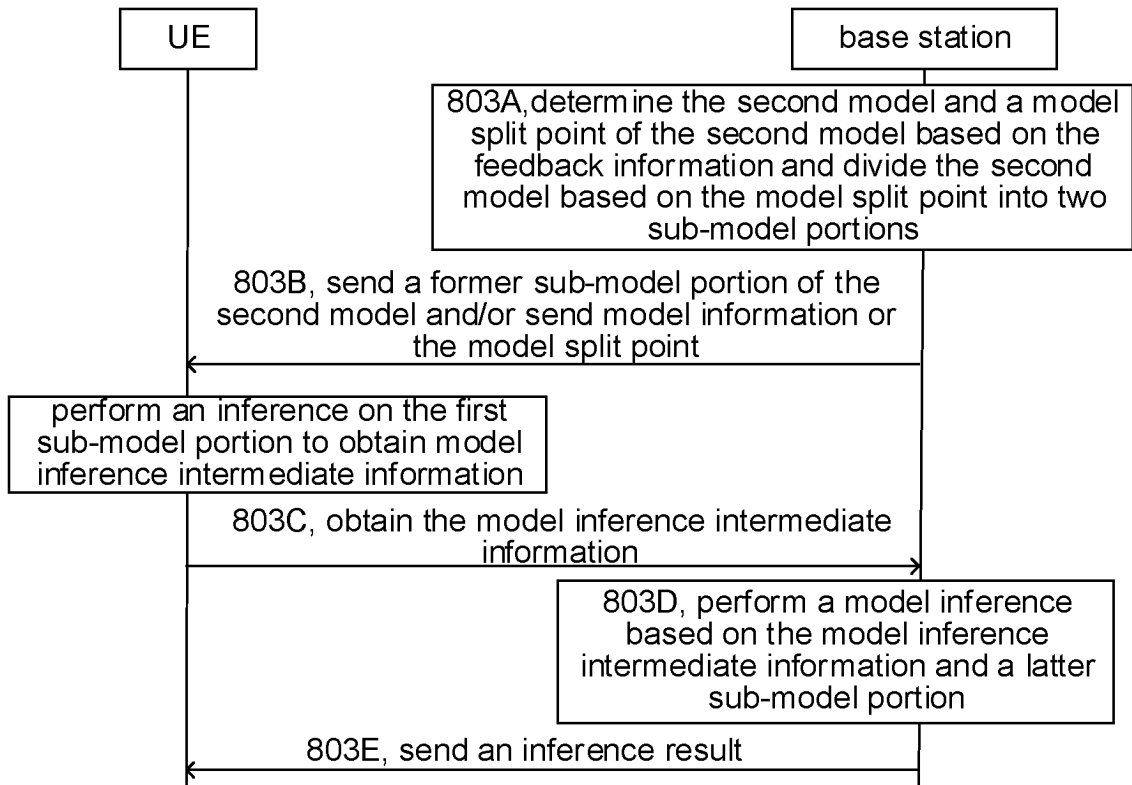 UE
base station
803A,determine the second model and a model
split point of the second model based on the
feedback information and divide the second
model based on the model split point into two
sub-model portions
803B, send a former sub-model portion of the
second model and/or send model information or
the model split point
perform an inference on the first
sub-model portion to obtain model
inference intermediate information
803C, obtain the model inference intermediate
information
803D, perform a model inference
based on the model inference
intermediate information and a latter
sub-model portion
803E, send an inference result